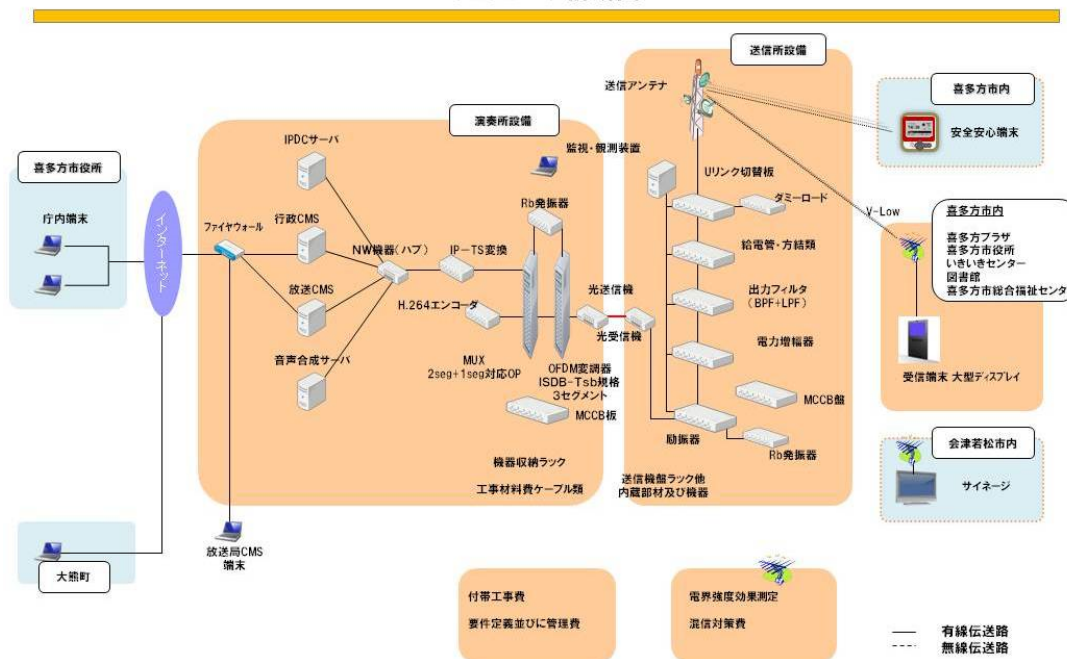 喜多方市役所
庁内端末
インターネット
大熊町
演奏所設備
IPDCサーバ
監視・観測装置
ファイヤウォール
行政CMS
Rb発振器
NW機器(ハブ)
IP-TS変換
放送CMS
H.264エンコーダ
光送信機
光受信機
音声合成サーバ
MUX
2seg+1seg対応OP
OFDM変調器
ISDB-Tsb規格
3セグメント
MCCB板
機器収納ラック
工事材料費ケーブル類
放送局CMS
端末
送信所設備
送信アンテナ
Uリンク切替板
ダミーロード
給電管・方結類
出力フィルタ
(BPF+LPF)
電力増幅器
MCCB盤
励振器
Rb発振器
送信機盤ラック他
内蔵部材及び機器
喜多方市内
安全安心端末
V-Low
喜多方市内
喜多方プラザ
喜多方市役所
いきいきセンター
図書館
喜多方市総合福祉センタ
受信端末 大型ディスプレイ
会津若松市内
サイネージ
付帯工事費
要件定義並びに管理費
電界強度効果測定
混信対策費
有線伝送路
無線伝送路